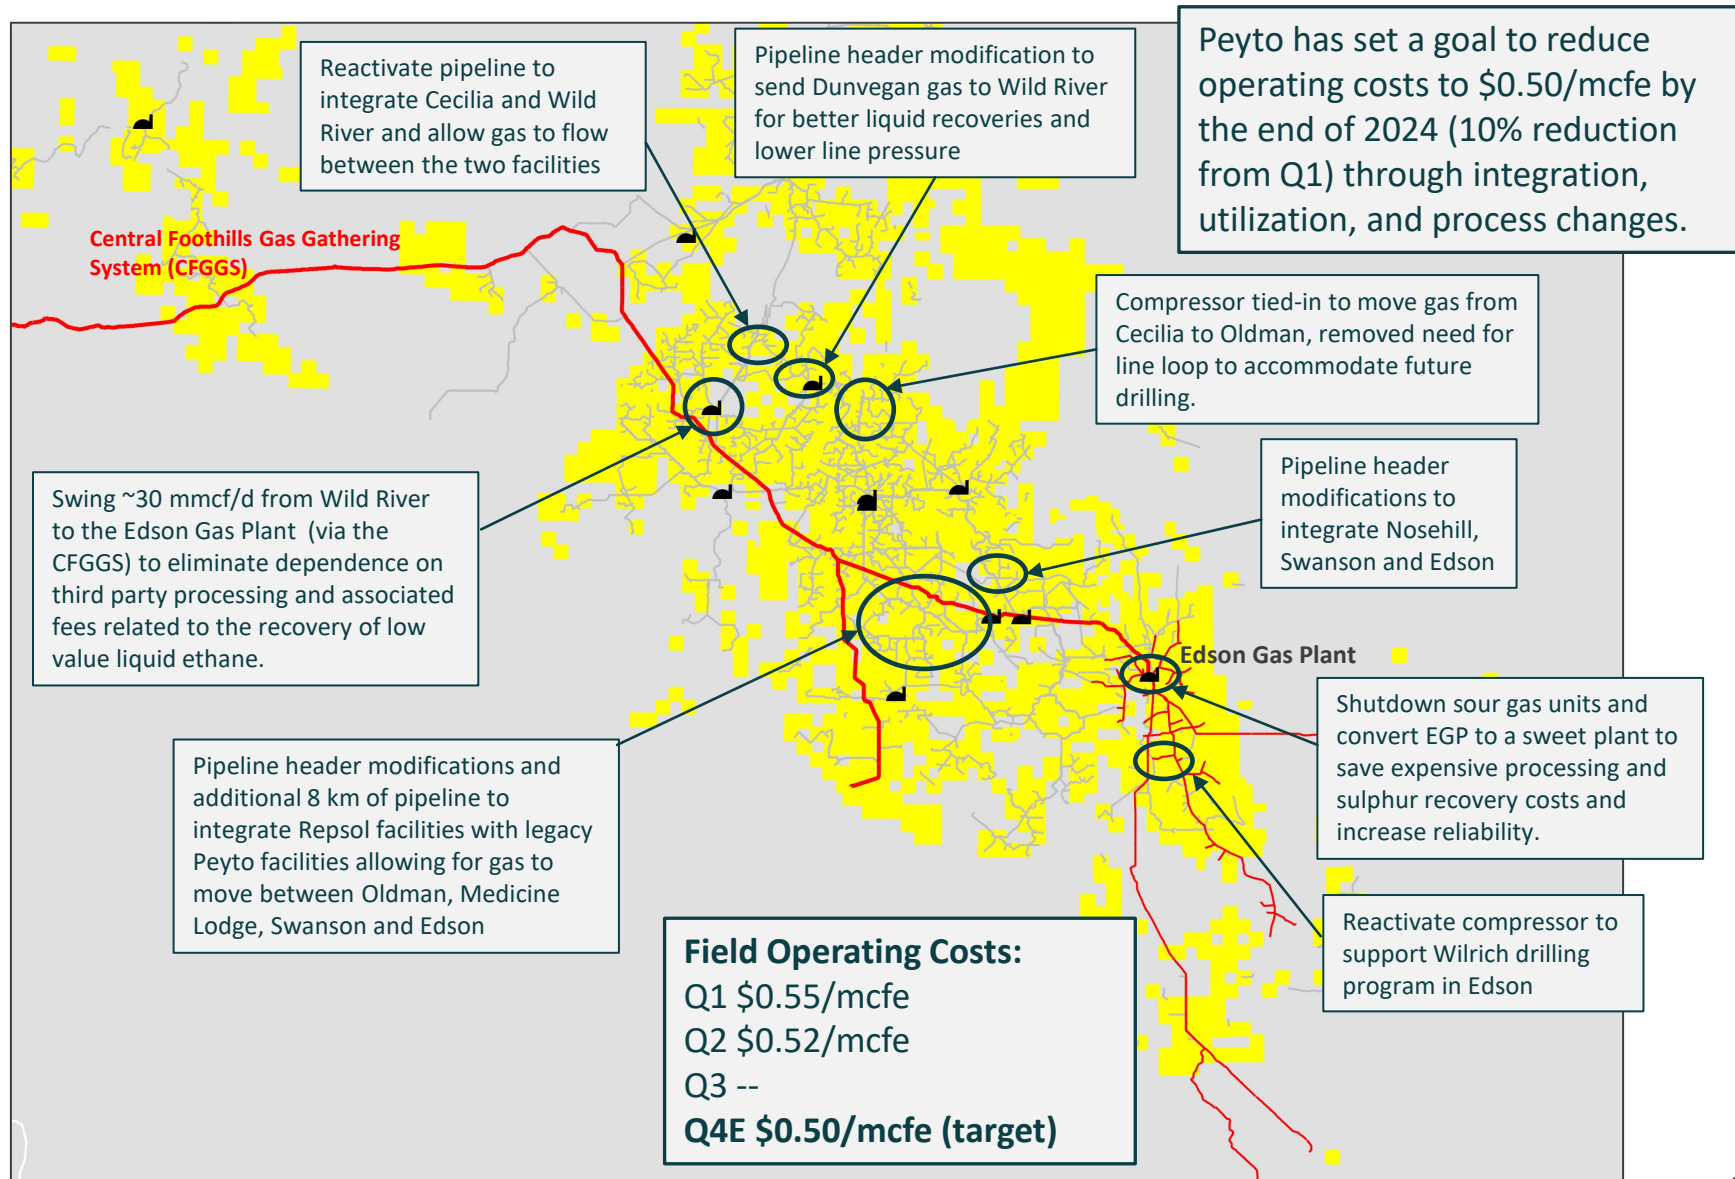 Reactivate pipeline to
integrate Cecilia and Wild
River and allow gas to flow
between the two facilities
Pipeline header modification to
send Dunvegan gas to Wild River
for better liquid recoveries and
lower line pressure
Peyto has set a goal to reduce
operating costs to $0.50/mcfe by
the end of 2024 (10% reduction
from Q1) through integration,
utilization, and process changes.
Central Foothills Gas Gathering
System (CFGGS)
Compressor tied-in to move gas from
Cecilia to Oldman, removed need for
line loop to accommodate future
drilling.
Pipeline header
modifications to
integrate Nosehill,
Swanson and Edson
Swing ~30 mmcf/d from Wild River
to the Edson Gas Plant (via the
CFGGS) to eliminate dependence on
third party processing and associated
fees related to the recovery of low
value liquid ethane.
Edson Gas Plant
Shutdown sour gas units and
convert EGP to a sweet plant to
save expensive processing and
sulphur recovery costs and
increase reliability.
Pipeline header modifications and
additional 8 km of pipeline to
integrate Repsol facilities with legacy
Peyto facilities allowing for gas to
move between Oldman, Medicine
Lodge, Swanson and Edson
Reactivate compressor to
support Wilrich drilling
program in Edson
Field Operating Costs:
Q1 $0.55/mcfe
Q2 $0.52/mcfe
Q3 --
Q4E $0.50/mcfe (target)